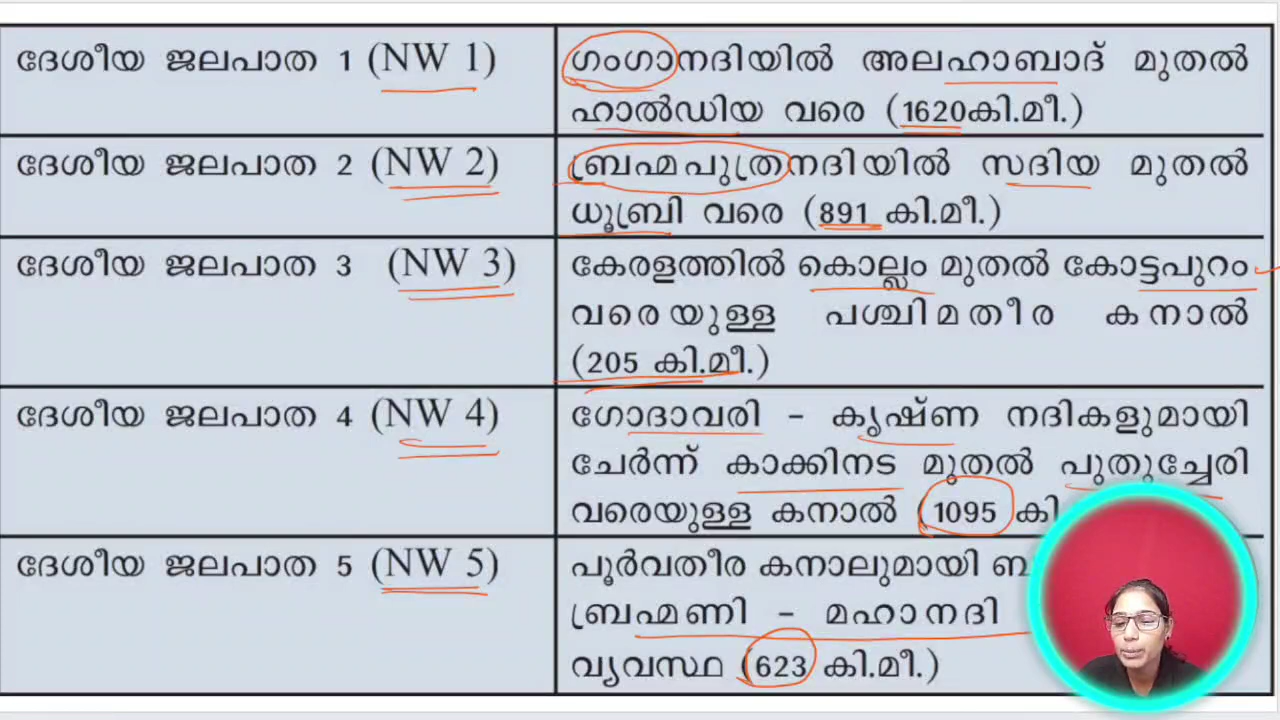 ദേശീയ ജലപാത 1 (NW 1)
ഗംഗാനദിയിൽ അലഹാബാദ് മുതൽ
ഹാൽഡിയ വരെ (1620കി.മീ.)
ദേശീയ ജലപാത 2 (NW 2)
ബ്രഹ്മപുത്രനദിയിൽ സദിയ മുതൽ
ധൂബ്രി വരെ (891 കി.മീ.)
ദേശീയ ജലപാത 3 (NW 3)
കേരളത്തിൽ കൊല്ലം മുതൽ കോട്ടപുറം
വരെയുള്ള പശ്ചിമതീര കനാൽ
(205 കി.മീ.)
ദേശീയ ജലപാത 4 (NW 4)
ഗോദാവരി - കൃഷ്ണ നദികളുമായി
ചേർന്ന് കാക്കിനട മുതൽ പുതുച്ചേരി
വരെയുള്ള കനാൽ (1095 കി
ദേശീയ ജലപാത 5 (NW 5)
പൂർവതീര കനാലുമായി
ബ്രഹ്മണി - മഹാനദി
വ്യവസ്ഥ (623 കി.മീ.)